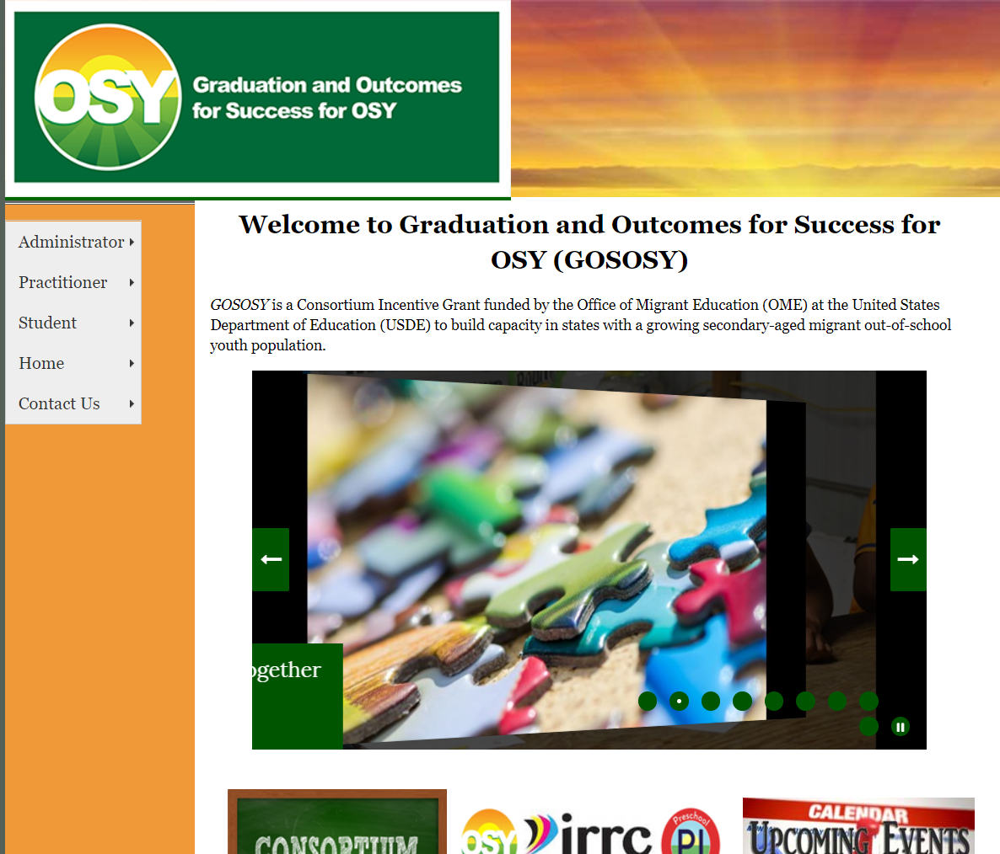 OSY
Graduation and Outcomes
for Success for OSY
Administrator
Practitioner
Student
Home
Contact Us
Welcome to Graduation and Outcomes for Success for
OSY (GOSOSY)
GOSOSY is a Consortium Incentive Grant funded by the Office of Migrant Education (OME) at the United States
Department of Education (USDE) to build capacity in states with a growing secondary-aged migrant out-of-school
youth population.
ogether
CONSORTIUM
OSY
irrc
Preschool
PI
CALENDAR
UPCOMING EVENTS